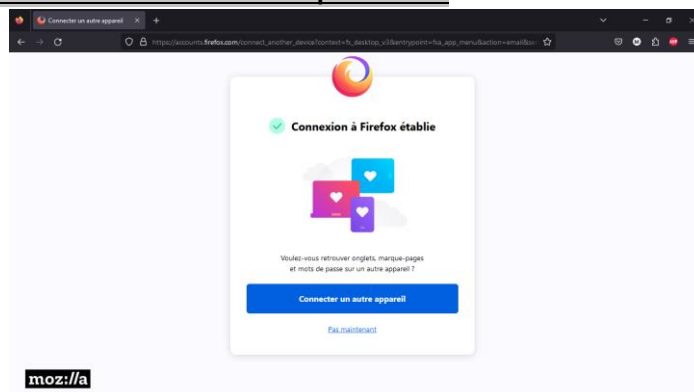 Connecter un autre appareil
https://accounts.firefox.com/connect_another_device?context=fx_desktop_v3&entrypoint=fxa_app_menu&action=email&se
Connexion à Firefox établie
Voulez-vous retrouver onglets, marque-pages
et mots de passe sur un autre appareil ?
Connecter un autre appareil
Pas maintenant
moz://a